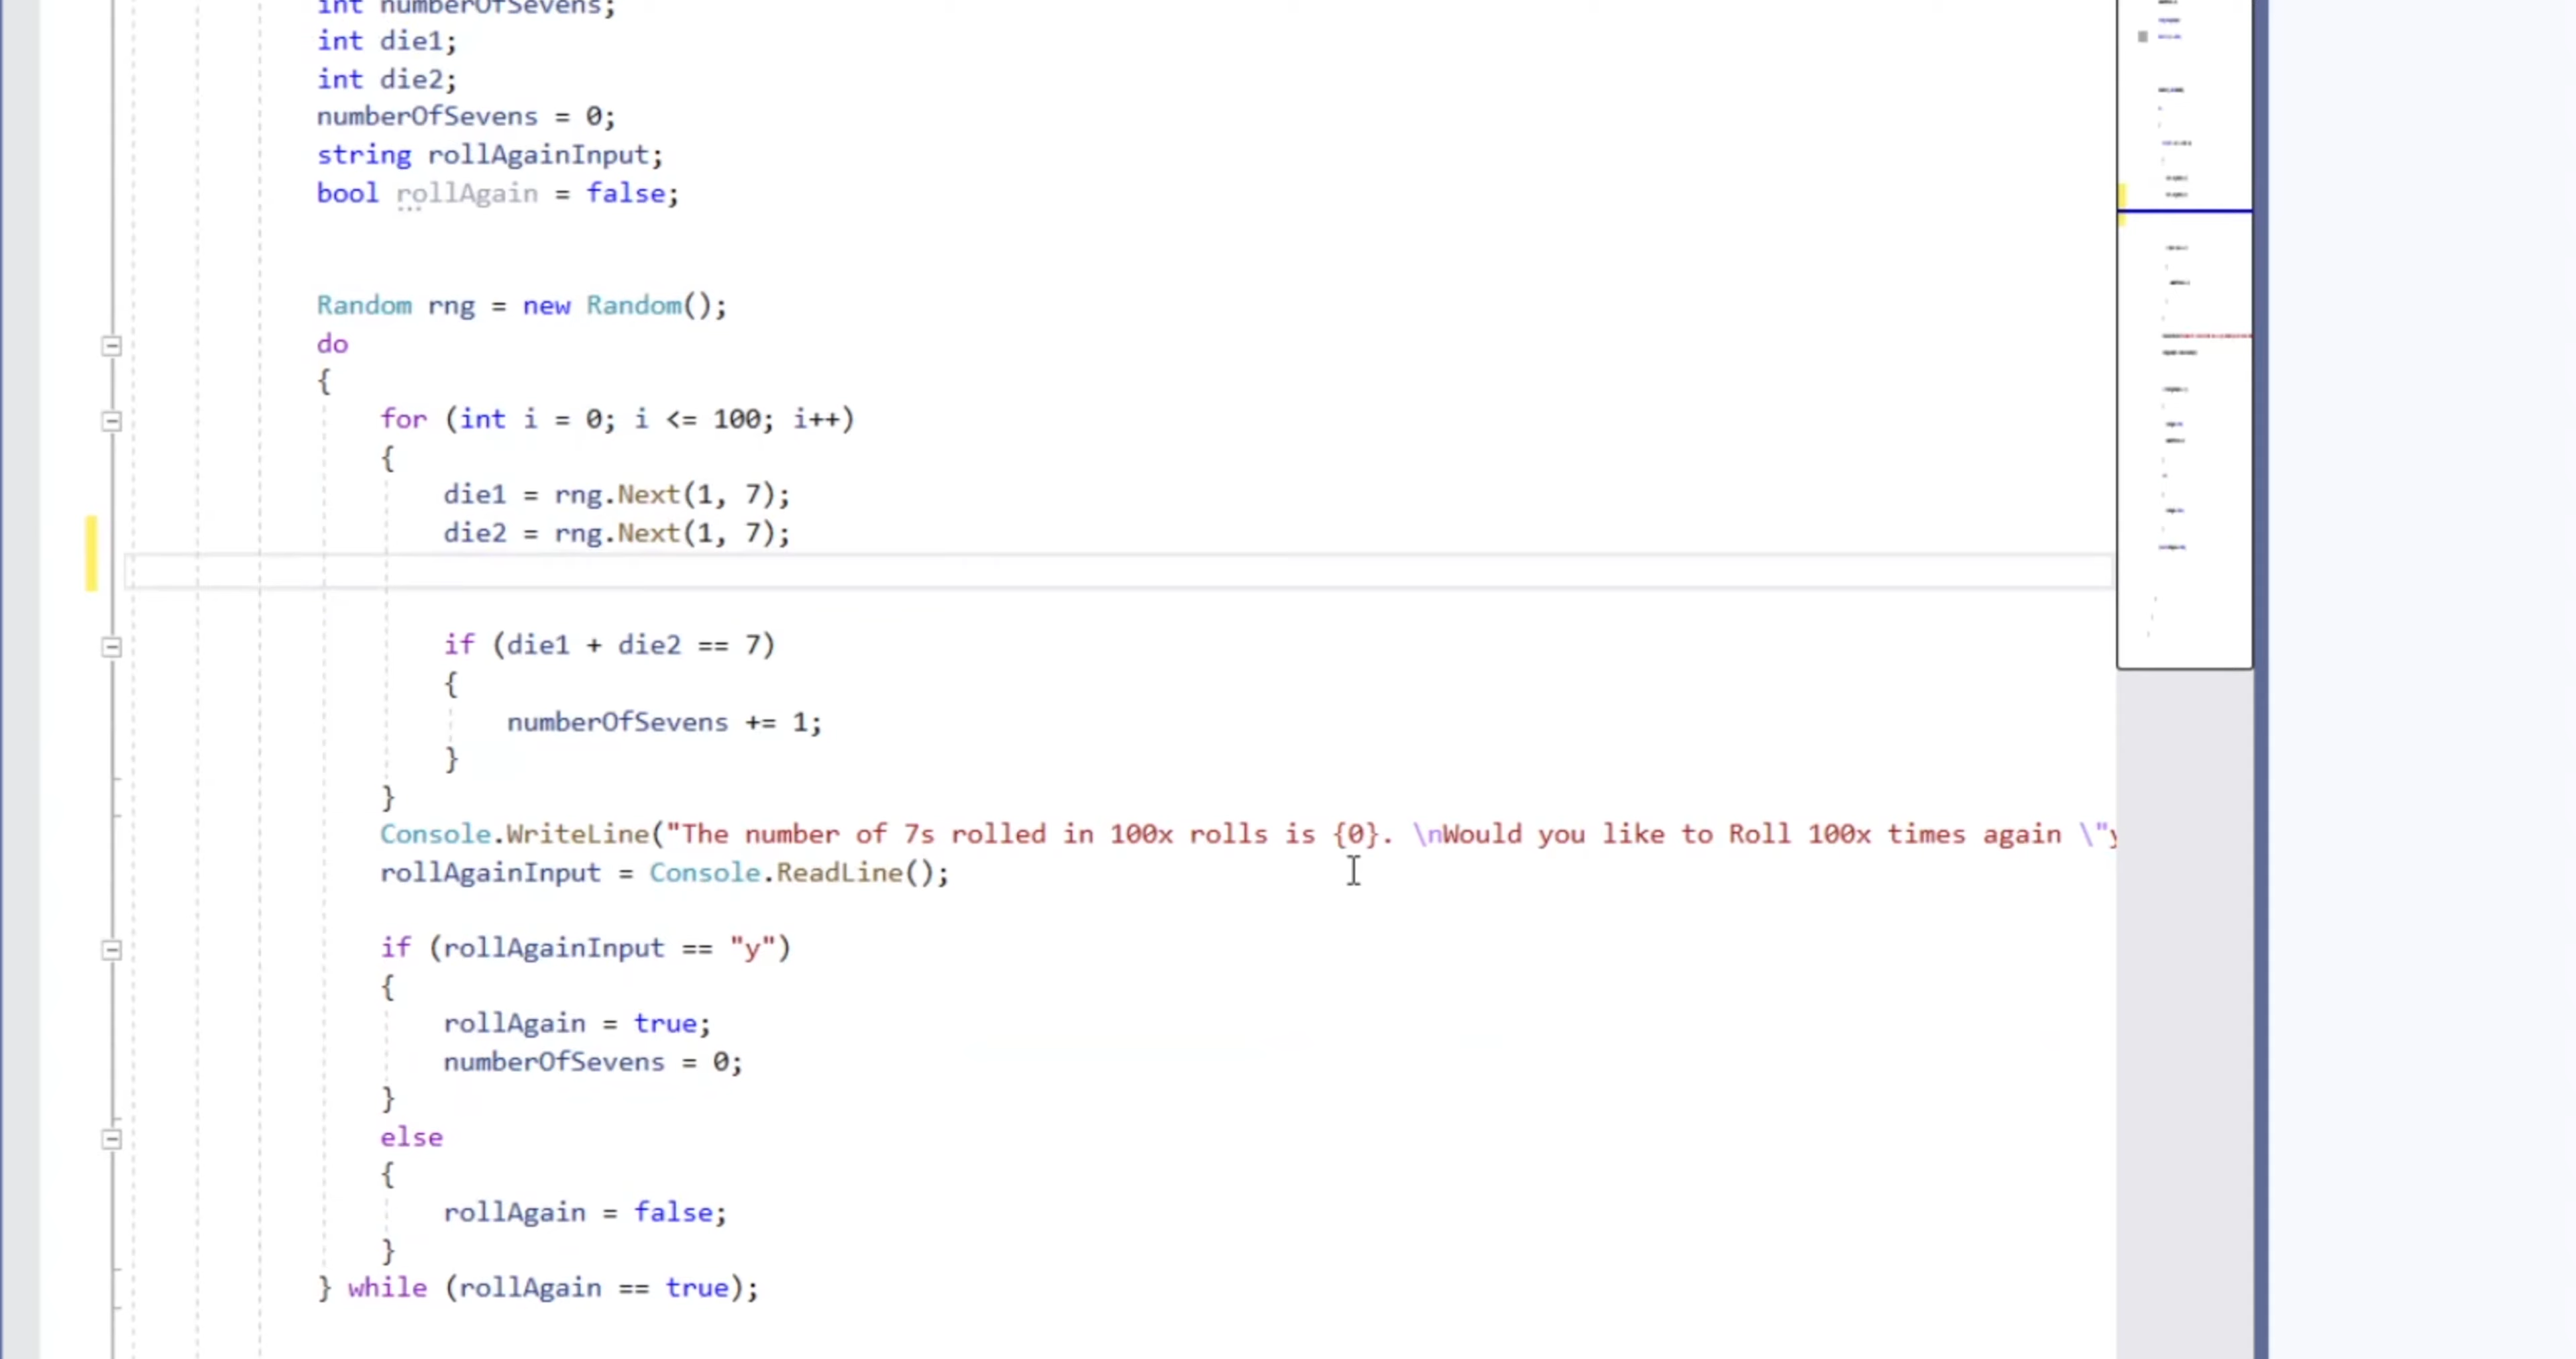 int numberOfSevens;
int die1;
int die2;
numberOfSevens = 0;
string rollAgainInput;
bool rollAgain = false;
Random rng = new Random();
do
{
for (int i = 0; i <= 100; i++)
{
die1 = rng.Next(1, 7);
die2 = rng.Next(1, 7);
if (die1 + die2 == 7)
{
numberOfSevens += 1;
}
}
Console.WriteLine("The number of 7s rolled in 100x rolls is {0}. \nWould you like to Roll 100x times again \"y
rollAgainInput = Console.ReadLine();
if (rollAgainInput == "y")
{
rollAgain = true;
numberOfSevens = 0;
}
else
{
rollAgain = false;
}
} while (rollAgain == true);